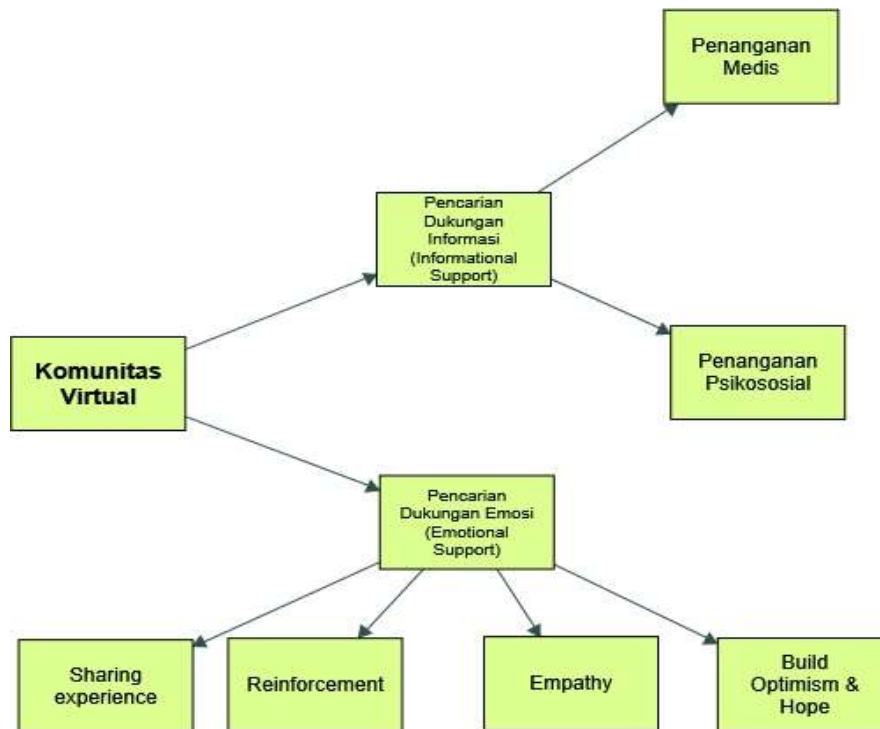 Penanganan
Medis
Pencarian
Dukungan
Informasi
(Informational
Support)
Komunitas
Virtual
Penanganan
Psikososial
Pencarian
Dukungan Emosi
(Emotional
Support)
Sharing
experience
Reinforcement
Empathy
Build
Optimism &
Hope